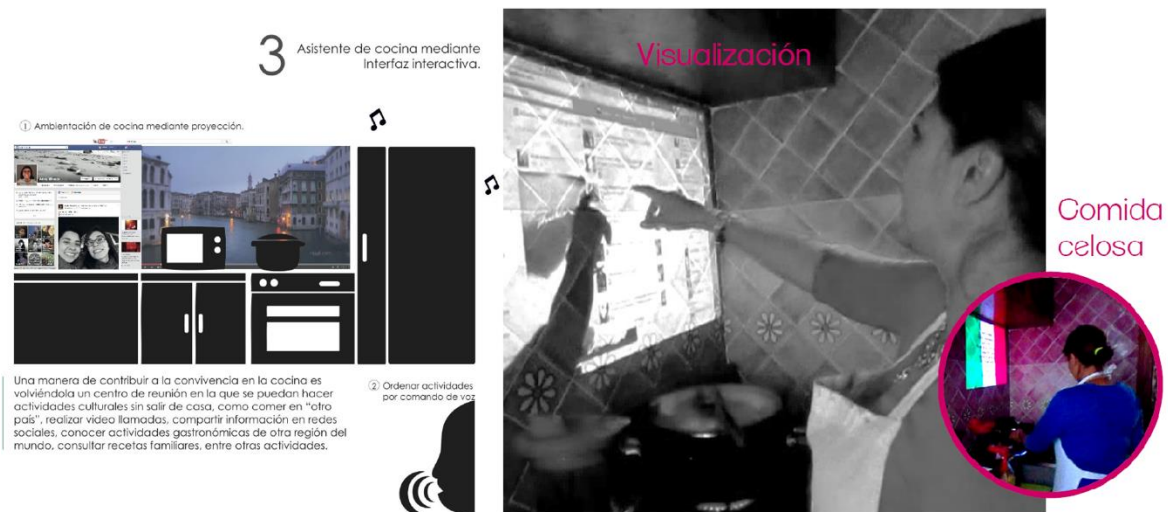 3
Asistente de cocina mediante
Interfaz interactiva.
① Ambientación de cocina mediante proyección.
Una manera de contribuir a la convivencia en la cocina es
volviéndola un centro de reunión en la que se puedan hacer
actividades culturales sin salir de casa, como comer en “otro
país”, realizar video llamadas, compartir información en redes
sociales, conocer actividades gastronómicas de otra región del
mundo, consultar recetas familiares, entre otras actividades.
② Ordenar actividades
por comando de voz
Visualización
Comida
celosa